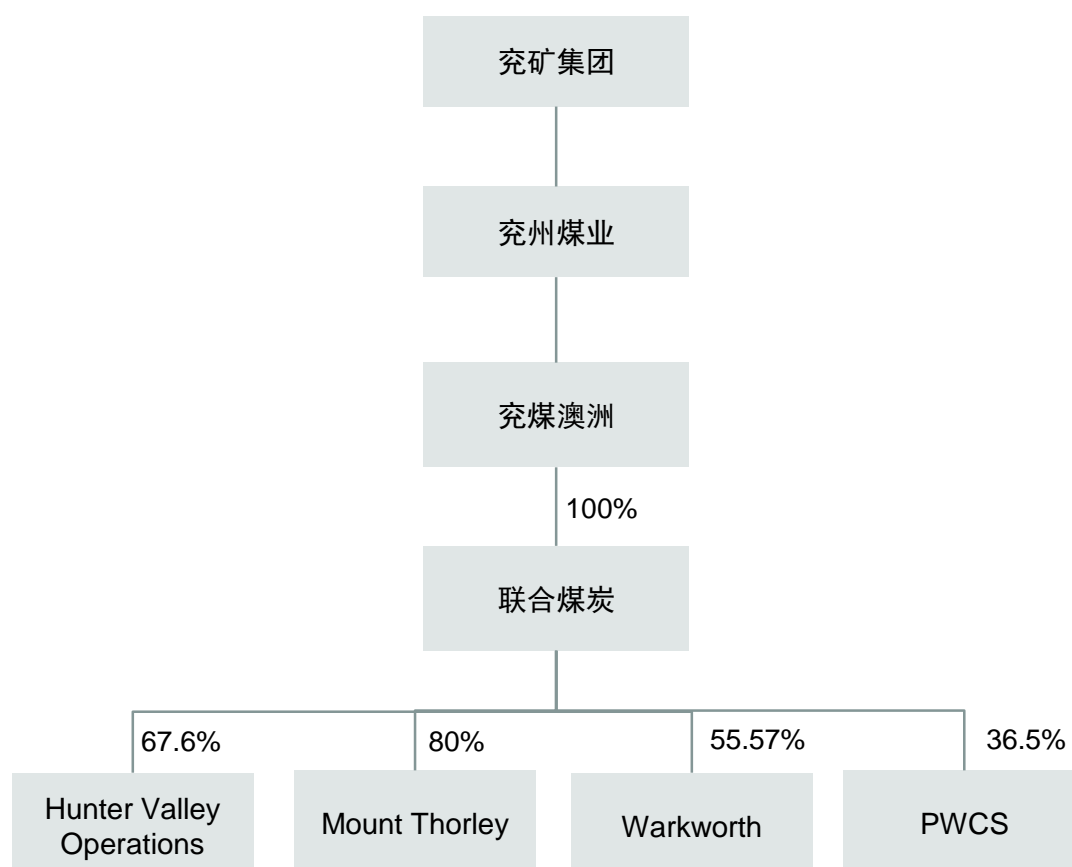 兖矿集团
兖州煤业
兖煤澳洲
100%
联合煤炭
67.6%
80%
55.57%
36.5%
Hunter Valley
Operations
Mount Thorley
Warkworth
PWCS